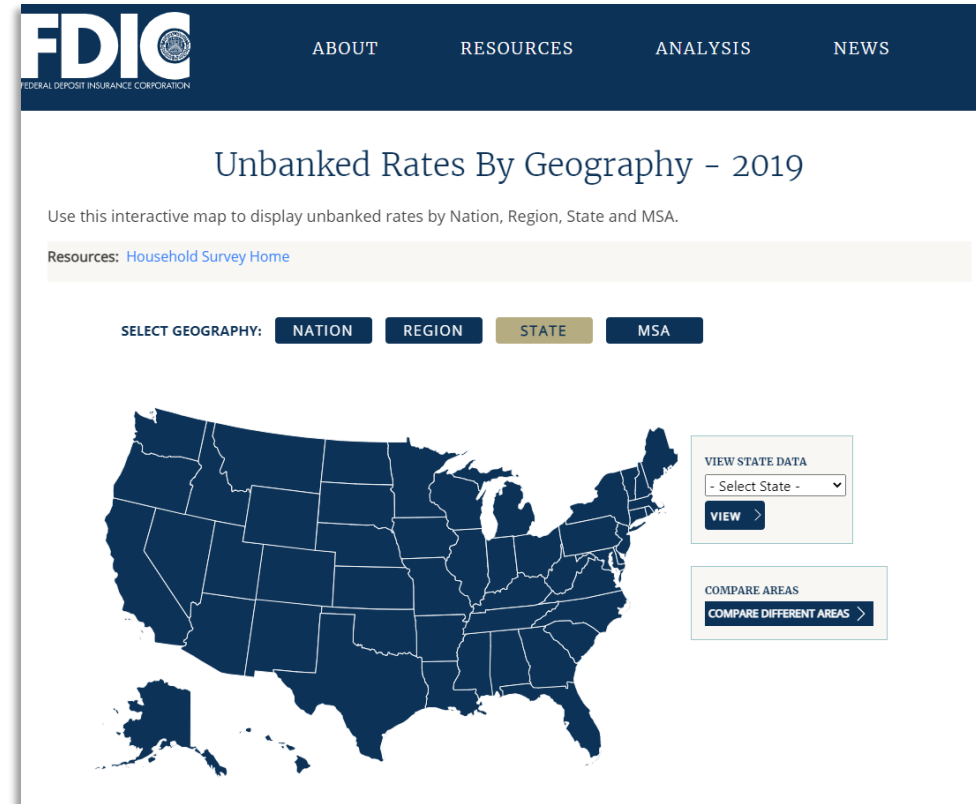 FDIC
FEDERAL DEPOSIT INSURANCE CORPORATION
ABOUT RESOURCES ANALYSIS NEWS
Unbanked Rates By Geography - 2019
Use this interactive map to display unbanked rates by Nation, Region, State and MSA.
Resources: Household Survey Home
SELECT GEOGRAPHY: NATION REGION STATE MSA
VIEW STATE DATA
- Select State -
VIEW >
COMPARE AREAS
COMPARE DIFFERENT AREAS >